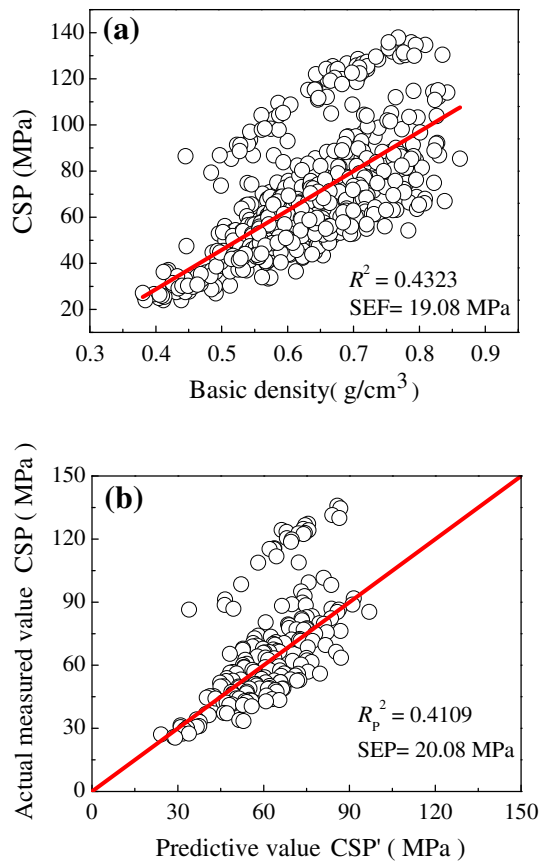 (a)
CSP (MPa)
140
120
100
80
60
40
20
R² = 0.4323
SEF= 19.08 MPa
0.3 0.4 0.5 0.6 0.7 0.8 0.9
Basic density( g/cm³)
(b)
Actual measured value CSP ( MPa )
150
120
90
60
30
0
R_P² = 0.4109
SEP= 20.08 MPa
0 30 60 90 120 150
Predictive value CSP' ( MPa )